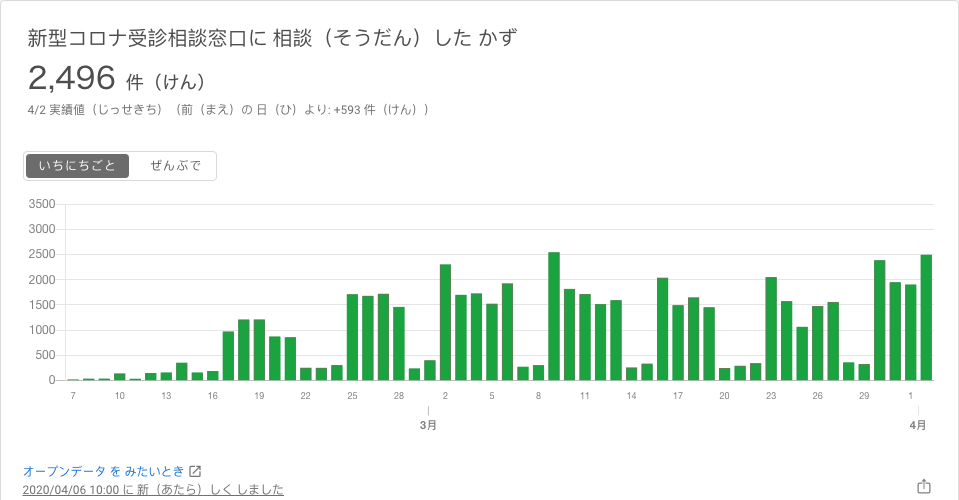 新型コロナ受診相談窓口に 相談（そうだん）した かず
2,496 件（けん）
4/2 実績値（じっせきち）（前（まえ）の 日（ひ）より: +593 件（けん））
いちにちごと ぜんぶで
3500
3000
2500
2000
1500
1000
500
0
7 10 13 16 19 22 25 28 2 5 8 11 14 17 20 23 26 29 1
3月 4月
オープンデータ を みたいとき
2020/04/06 10:00 に 新（あたら）しく しました